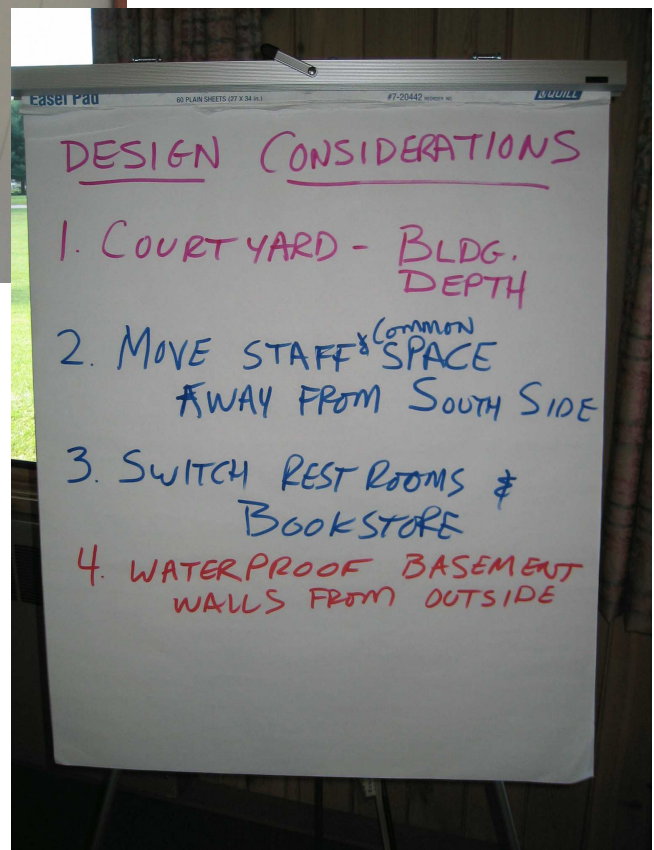 Easel Pad 60 PLAIN SHEETS (27 X 34 in.) #7-20442 QUILL
DESIGN CONSIDERATIONS
1. COURTYARD - BLDG.
DEPTH
2. MOVE STAFF & COMMON SPACE
AWAY FROM SOUTH SIDE
3. SWITCH REST ROOMS &
BOOKSTORE
4. WATERPROOF BASEMENT
WALLS FROM OUTSIDE